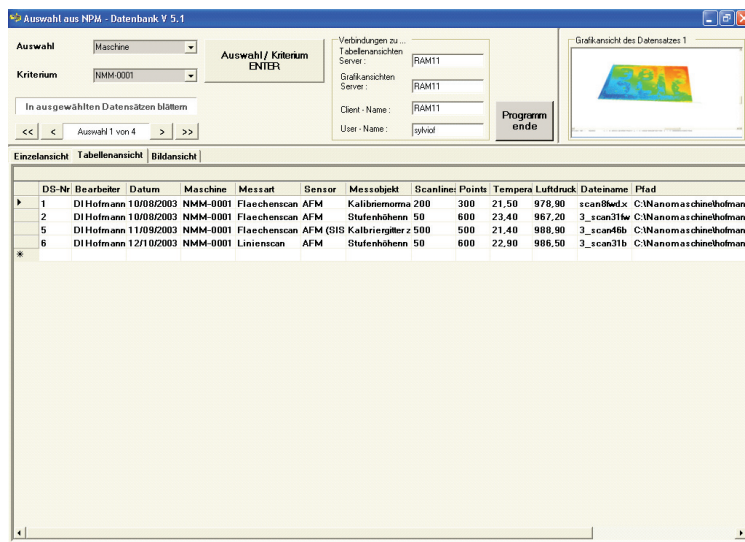 Auswahl aus NPM - Datenbank V 5.1
Auswahl
Maschine
Kriterium
NMM-0001
Auswahl / Kriterium
ENTER
In ausgewählten Datensätzen blättern
<< < Auswahl 1 von 4 > >>
Verbindungen zu ...
Tabellenansichten
Server :
RAM11
Grafikansichten
Server :
RAM11
Client - Name :
RAM11
User - Name :
sylviof
Programm
ende
Grafikansicht des Datensatzes 1
Einzelansicht Tabellenansicht Bildansicht
DS-Nr Bearbeiter Datum Maschine Messart Sensor Messobjekt Scanlines Points Tempera Luftdruck Dateiname Pfad
1 DI Hofmann 10/08/2003 NMM-0001 Flaechenscan AFM Kalibriernorma 200 300 21,50 978,90 scan8fwd.x C:\Nanomaschine\hofman
2 DI Hofmann 10/08/2003 NMM-0001 Flaechenscan AFM Stufenhöhenn 50 600 23,40 967,20 3_scan31fw C:\Nanomaschine\hofman
5 DI Hofmann 11/09/2003 NMM-0001 Flaechenscan AFM (SIS Kalbriergitter z 500 500 21,40 988,90 3_scan46b C:\Nanomaschine\hofman
6 DI Hofmann 12/10/2003 NMM-0001 Linienscan AFM Stufenhöhenn 50 600 22,90 986,50 3_scan31b C:\Nanomaschine\hofman